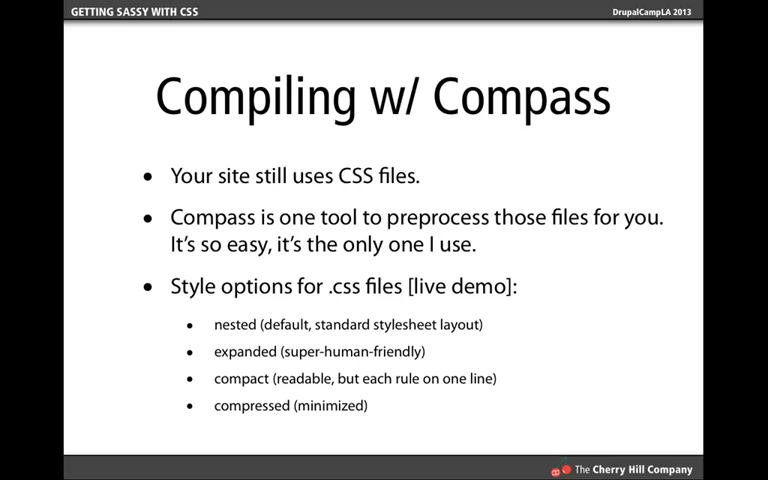 GETTING SASSY WITH CSS
DrupalCampLA 2013
Compiling w/ Compass
• Your site still uses CSS files.
• Compass is one tool to preprocess those files for you.
It's so easy, it's the only one I use.
• Style options for .css files [live demo]:
• nested (default, standard stylesheet layout)
• expanded (super-human-friendly)
• compact (readable, but each rule on one line)
• compressed (minimized)
The Cherry Hill Company